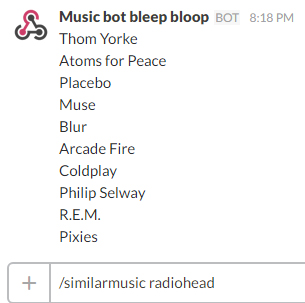 Music bot bleep bloop BOT 8:18 PM
Thom Yorke
Atoms for Peace
Placebo
Muse
Blur
Arcade Fire
Coldplay
Philip Selway
R.E.M.
Pixies
+ /similarmusic radiohead